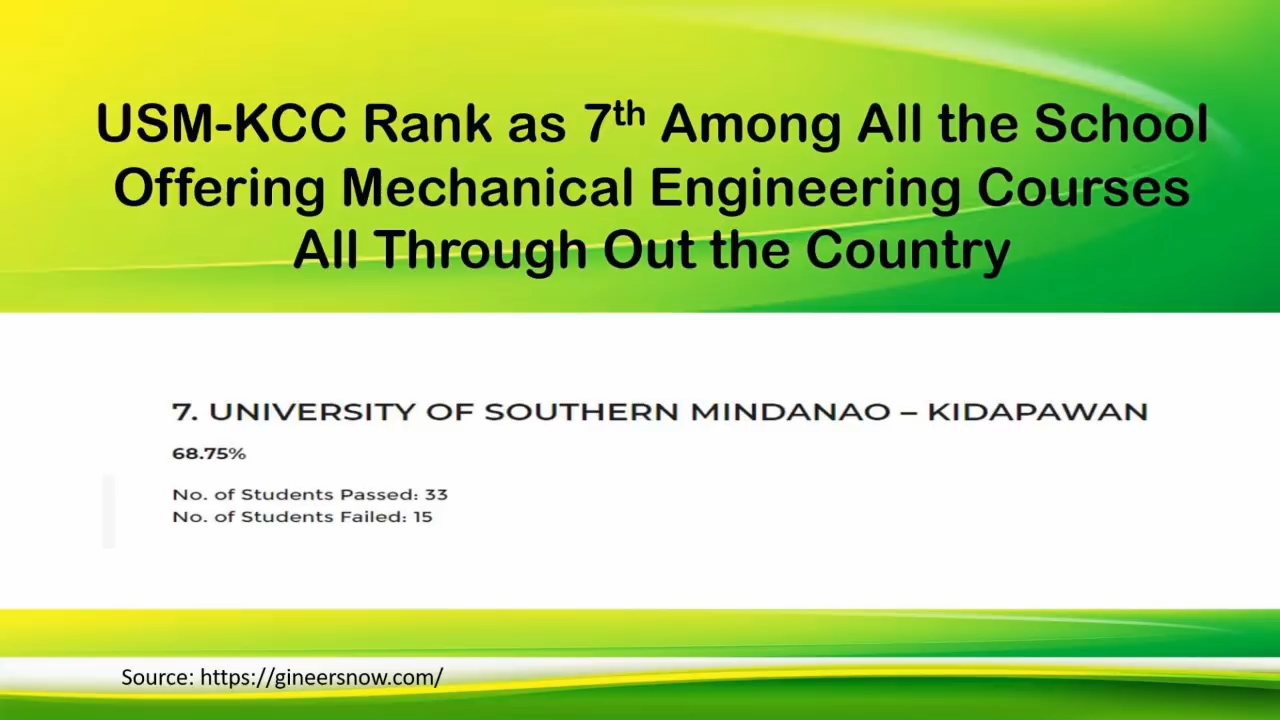 USM-KCC Rank as 7th Among All the School
Offering Mechanical Engineering Courses
All Through Out the Country
7. UNIVERSITY OF SOUTHERN MINDANAO – KIDAPAWAN
68.75%
No. of Students Passed: 33
No. of Students Failed: 15
Source: https://gineersnow.com/